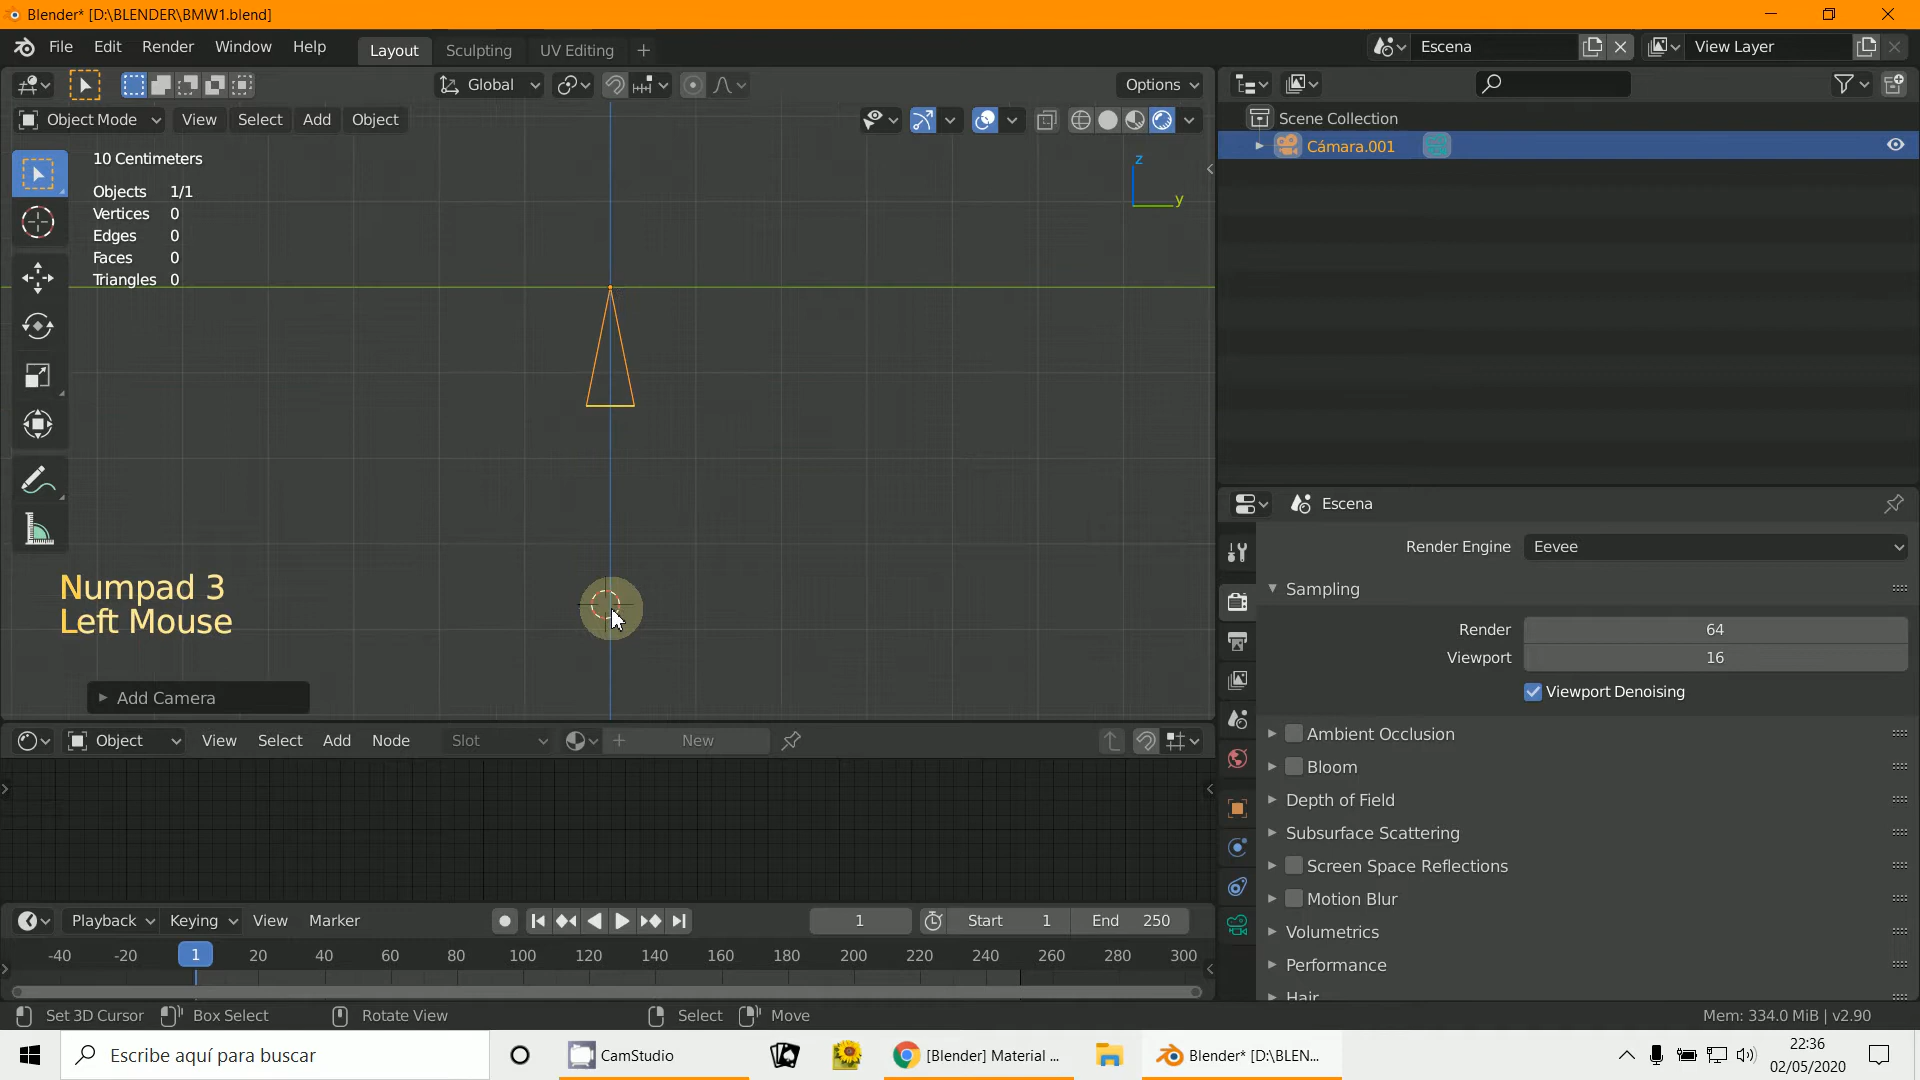 Blender* [D:\BLENDER\BMW1.blend]
File Edit Render Window Help Layout Sculpting UV Editing + Escena View Layer
Global Options
Object Mode View Select Add Object
10 Centimeters
Objects 1/1
Vertices 0
Edges 0
Faces 0
Triangles 0
z
y
Numpad 3
Left Mouse
Add Camera
Scene Collection
Cámara.001
Escena
Render Engine Eevee
Sampling
Render 64
Viewport 16
Viewport Denoising
Ambient Occlusion
Bloom
Depth of Field
Subsurface Scattering
Screen Space Reflections
Motion Blur
Volumetrics
Performance
Hair
Object View Select Add Node Slot New
Playback Keying View Marker 1 Start 1 End 250
-40 -20 1 20 40 60 80 100 120 140 160 180 200 220 240 260 280 300
Set 3D Cursor Box Select Rotate View Select Move Mem: 334.0 MiB | v2.90
Escribe aquí para buscar CamStudio [Blender] Material ... Blender* [D:\BLEN...
22:36
02/05/2020